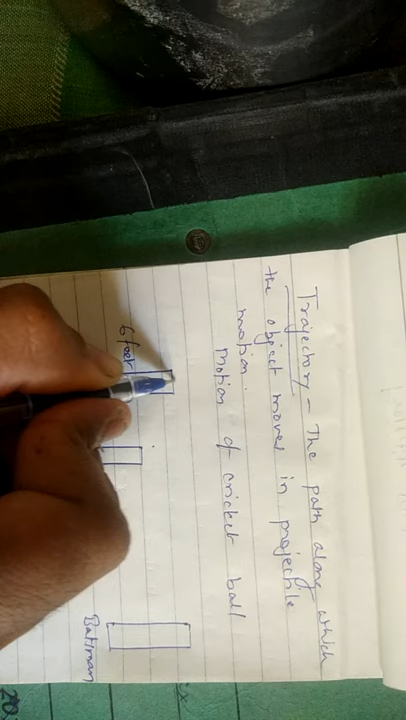 Trajectory - The path along which
the object moves in projectile
motion.
Motion of cricket ball
6 feet
Batsman